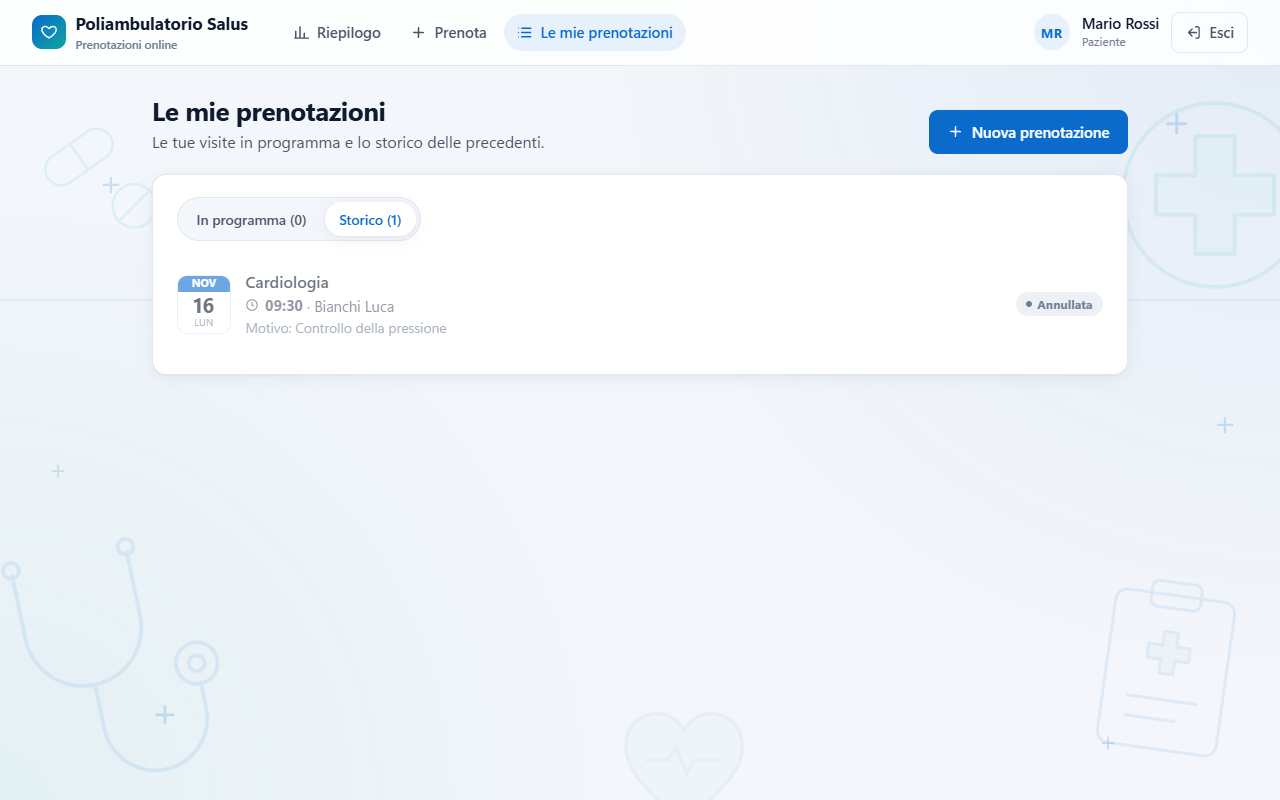 Poliambulatorio Salus
Prenotazioni online
Riepilogo
Prenota
Le mie prenotazioni
MR
Mario Rossi
Paziente
Esci
Le mie prenotazioni
Le tue visite in programma e lo storico delle precedenti.
Nuova prenotazione
In programma (0)
Storico (1)
NOV
16
LUN
Cardiologia
09:30 · Bianchi Luca
Motivo: Controllo della pressione
Annullata